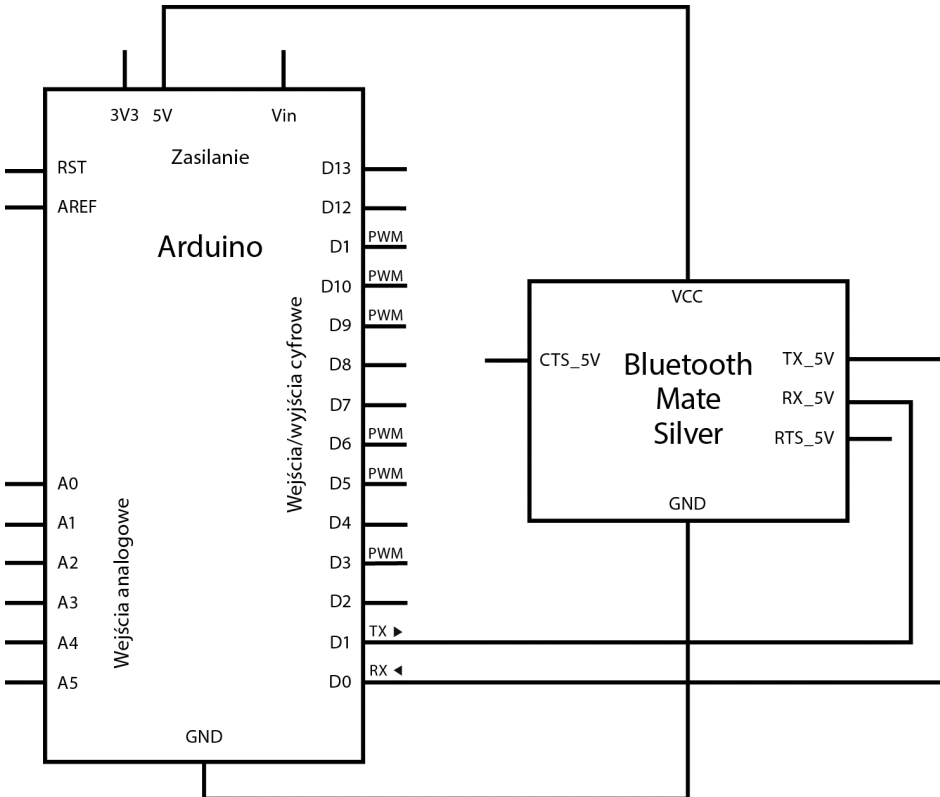 3V3 5V Vin
Zasilanie
RST
AREF
Arduino
Wejścia analogowe
A0
A1
A2
A3
A4
A5
GND
Wejścia/wyjścia cyfrowe
D13
D12
D1 PWM
D10 PWM
D9 PWM
D8
D7
D6 PWM
D5 PWM
D4
D3 PWM
D2
D1 TX ►
D0 RX ◄
VCC
CTS_5V
Bluetooth
Mate
Silver
TX_5V
RX_5V
RTS_5V
GND